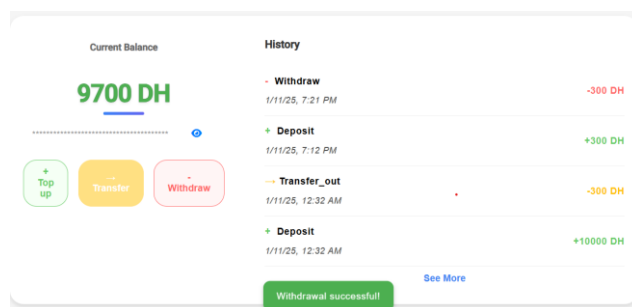 Current Balance
9700 DH
**************************************
+
Top
up
→
Transfer
-
Withdraw
History
- Withdraw
1/11/25, 7:21 PM
-300 DH
+ Deposit
1/11/25, 7:12 PM
+300 DH
→ Transfer_out
1/11/25, 12:32 AM
-300 DH
+ Deposit
1/11/25, 12:32 AM
+10000 DH
See More
Withdrawal successful!